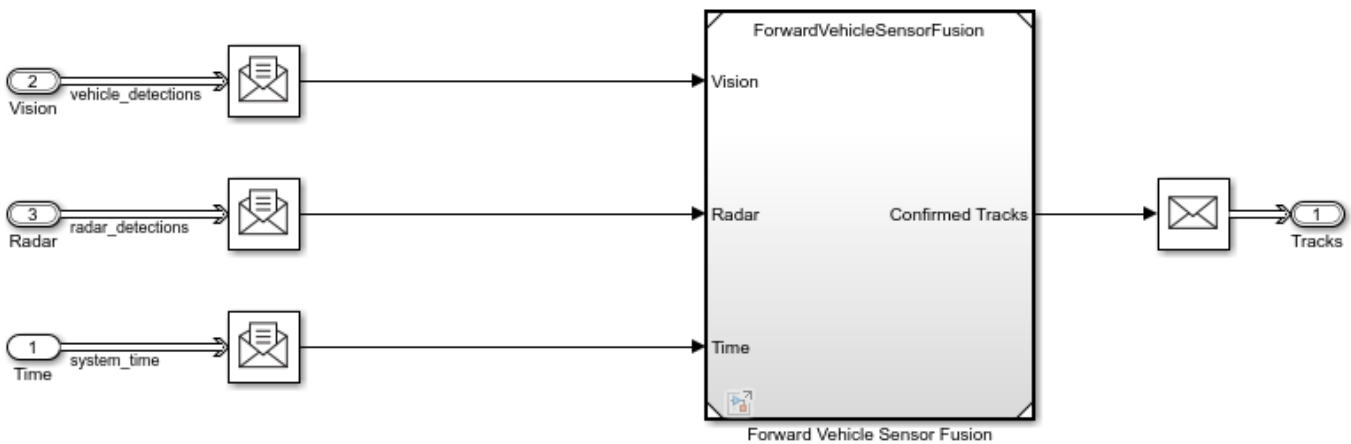 ForwardVehicleSensorFusion
2
vehicle_detections
Vision
Vision
3
radar_detections
Radar
Radar
Confirmed Tracks
1
Tracks
1
system_time
Time
Time
Forward Vehicle Sensor Fusion